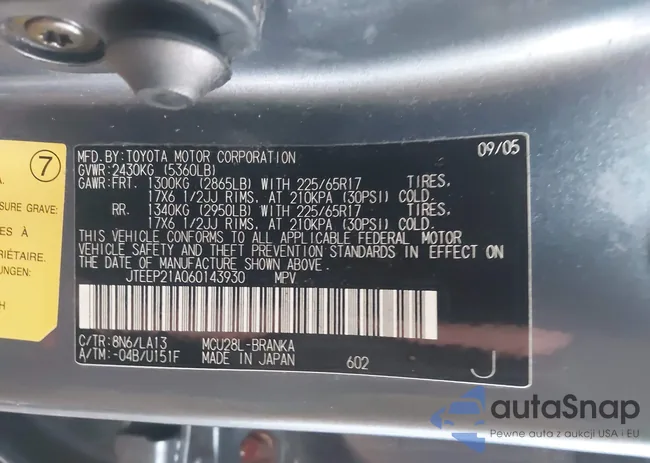 MFD.BY:TOYOTA MOTOR CORPORATION 09/05
GVWR:2430KG (5360LB)
GAWR:FRT. 1300KG (2865LB) WITH 225/65R17 TIRES,
17X6 1/2JJ RIMS, AT 210KPA (30PSI) COLD.
RR. 1340KG (2950LB) WITH 225/65R17 TIRES,
17X6 1/2JJ RIMS, AT 210KPA (30PSI) COLD.
THIS VEHICLE CONFORMS TO ALL APPLICABLE FEDERAL MOTOR
VEHICLE SAFETY AND THEFT PREVENTION STANDARDS IN EFFECT ON
THE DATE OF MANUFACTURE SHOWN ABOVE.
JTEEP21A060143930 MPV
C/TR: 8N6/LA13 MCU28L-BRANKA
A/TM: -04B/U151F MADE IN JAPAN 602 J
7
A.
SURE GRAVE:
ES À
RIÉTAIRE.
UNGEN:
H
autaSnap
Pewne auta z aukcji USA i EU